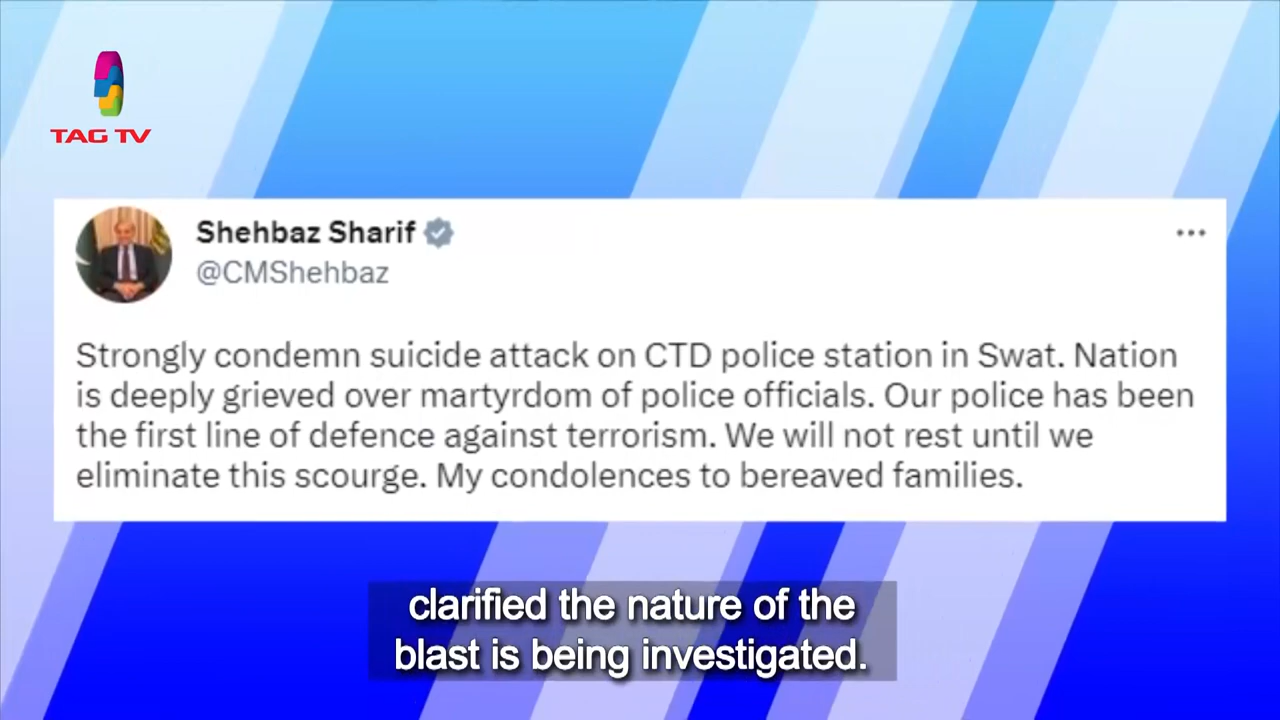 TAG TV
Shehbaz Sharif
@CMShehbaz
Strongly condemn suicide attack on CTD police station in Swat. Nation
is deeply grieved over martyrdom of police officials. Our police has been
the first line of defence against terrorism. We will not rest until we
eliminate this scourge. My condolences to bereaved families.
clarified the nature of the
blast is being investigated.